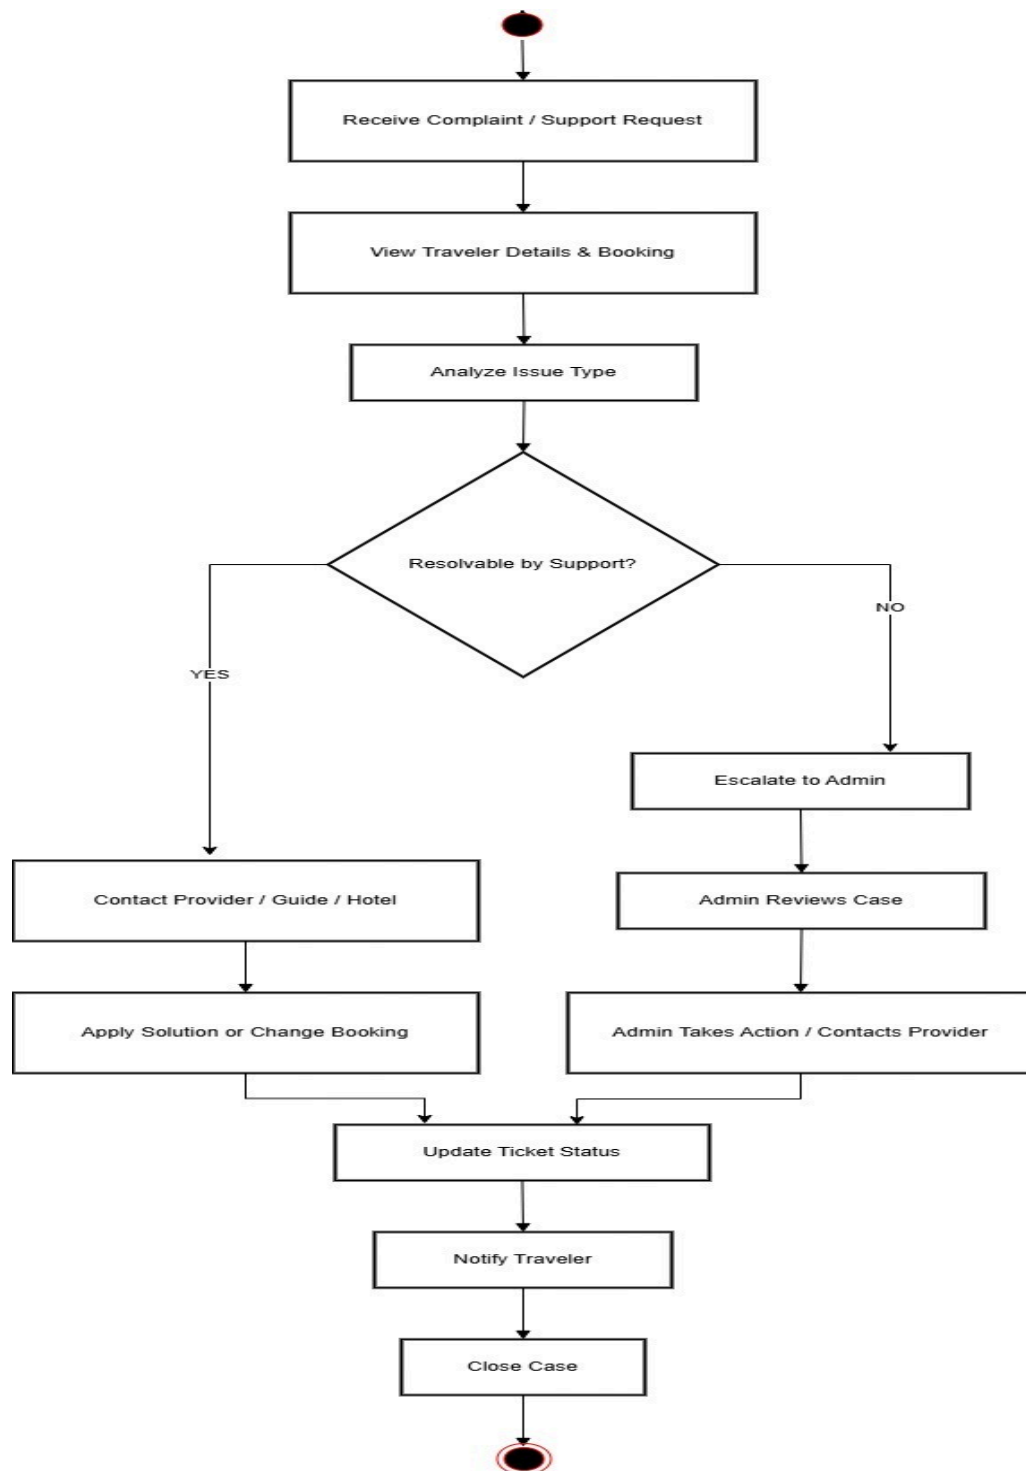 Receive Complaint / Support Request
View Traveler Details & Booking
Analyze Issue Type
Resolvable by Support?
NO
YES
Escalate to Admin
Contact Provider / Guide / Hotel
Admin Reviews Case
Apply Solution or Change Booking
Admin Takes Action / Contacts Provider
Update Ticket Status
Notify Traveler
Close Case